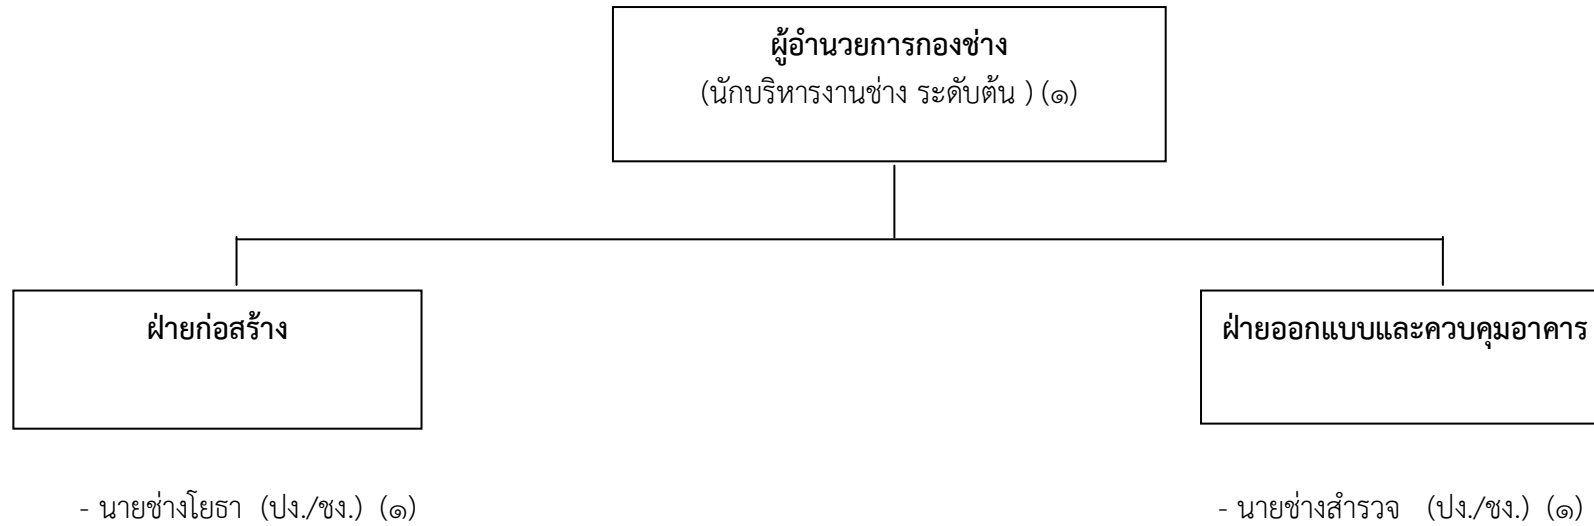 ผู้อำนวยการกองช่าง
(นักบริหารงานช่าง ระดับต้น ) (๑)
ฝ่ายก่อสร้าง
ฝ่ายออกแบบและควบคุมอาคาร
- นายช่างโยธา (ปง./ชง.) (๑)
- นายช่างสำรวจ (ปง./ชง.) (๑)